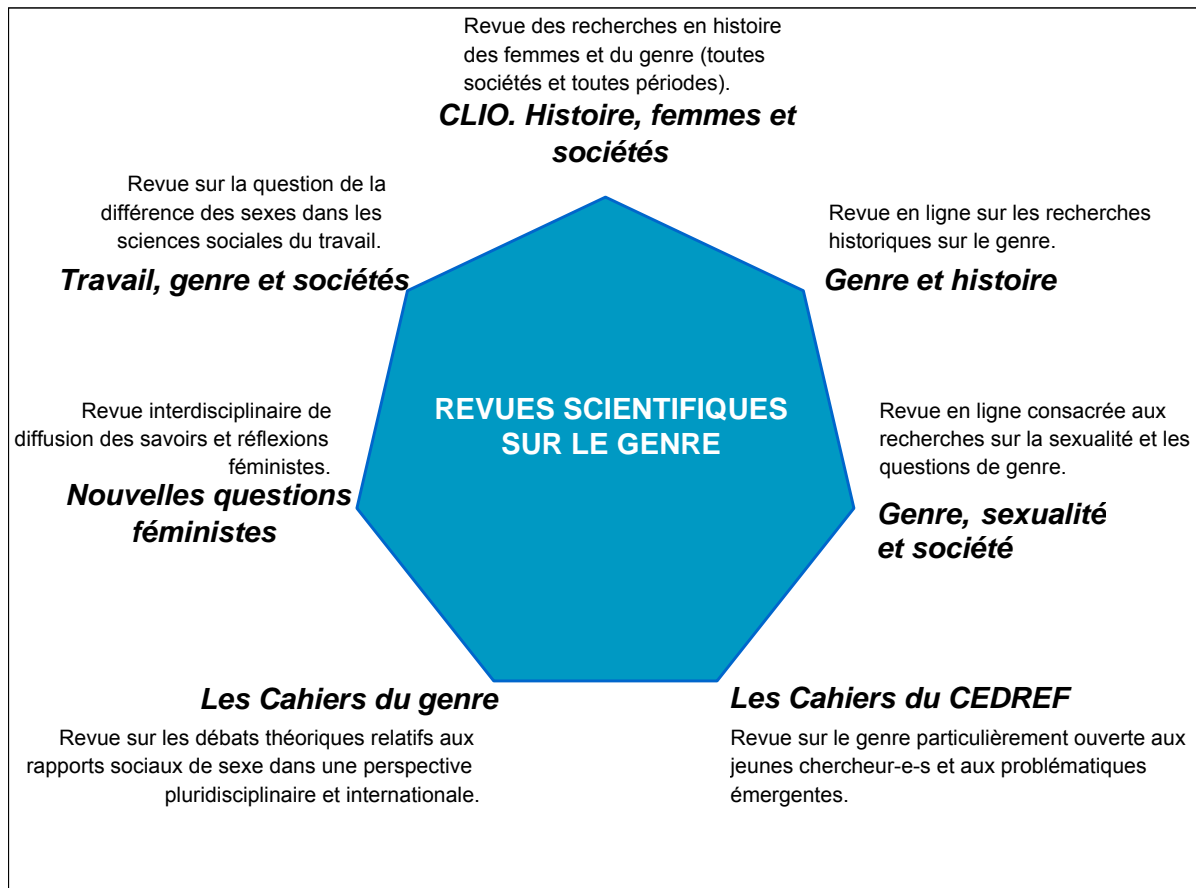 Revue des recherches en histoire
des femmes et du genre (toutes
sociétés et toutes périodes).
CLIO. Histoire, femmes et
sociétés
Revue sur la question de la
différence des sexes dans les
sciences sociales du travail.
Travail, genre et sociétés
Revue en ligne sur les recherches
historiques sur le genre.
Genre et histoire
REVUES SCIENTIFIQUES
SUR LE GENRE
Revue interdisciplinaire de
diffusion des savoirs et réflexions
féministes.
Nouvelles questions
féministes
Revue en ligne consacrée aux
recherches sur la sexualité et les
questions de genre.
Genre, sexualité
et société
Les Cahiers du genre
Revue sur les débats théoriques relatifs aux
rapports sociaux de sexe dans une perspective
pluridisciplinaire et internationale.
Les Cahiers du CEDREF
Revue sur le genre particulièrement ouverte aux
jeunes chercheur-e-s et aux problématiques
émergentes.